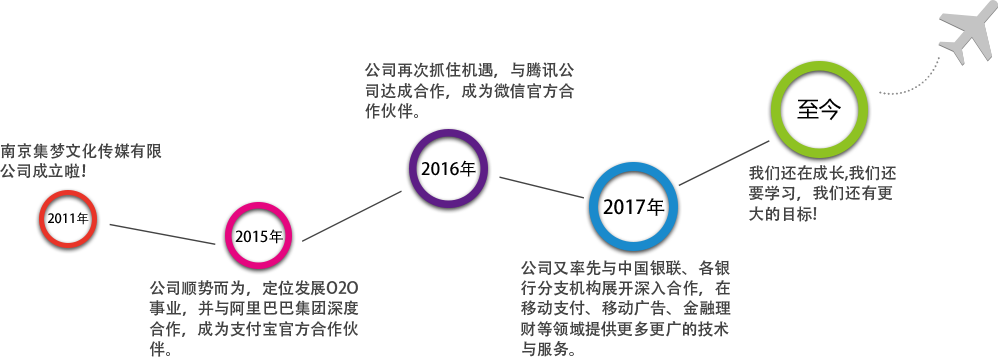 南京集梦文化传媒有限
公司成立啦!
2011年
2015年
公司顺势而为，定位发展O2O
事业，并与阿里巴巴集团深度
合作，成为支付宝官方合作伙
伴。
公司再次抓住机遇，与腾讯公
司达成合作，成为微信官方合
作伙伴。
2016年
2017年
公司又率先与中国银联、各银
行分支机构展开深入合作，在
移动支付、移动广告、金融理
财等领域提供更多更广的技术
与服务。
至今
我们还在成长,我们还
要学习，我们还有更
大的目标!